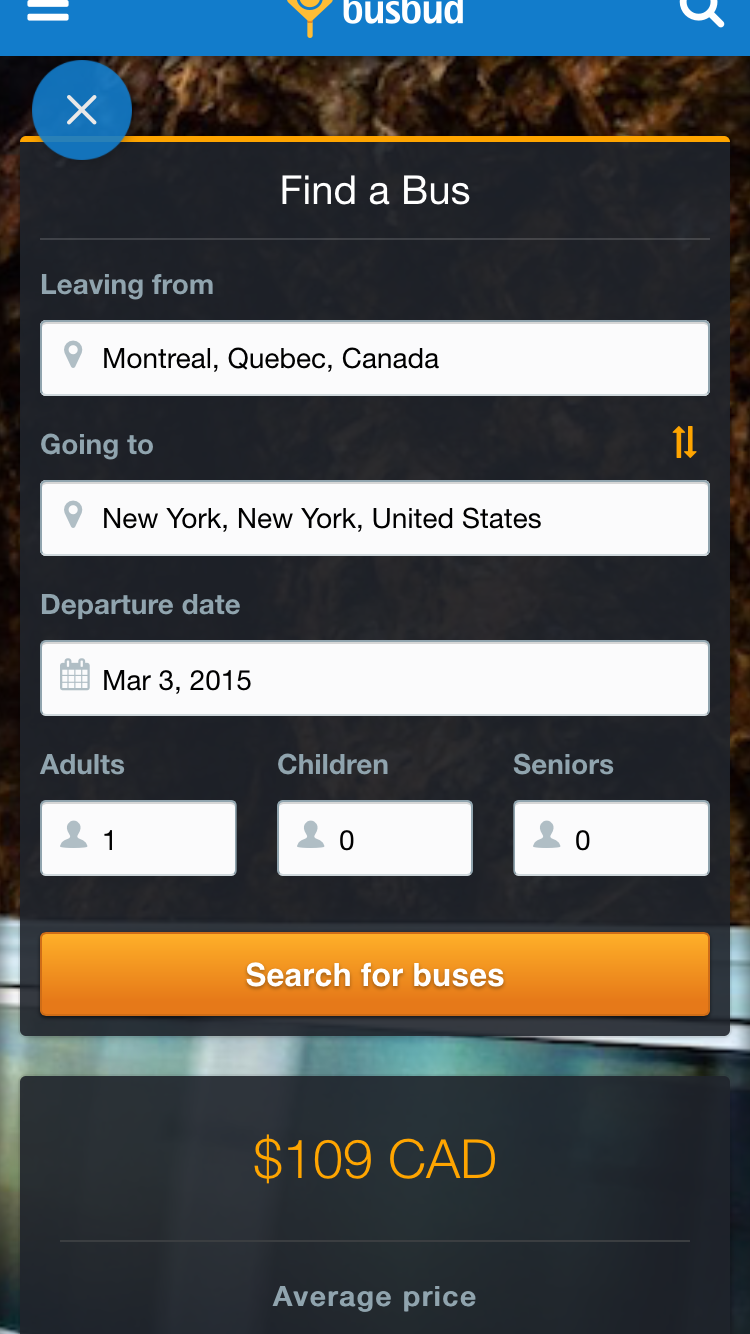 busbud
Find a Bus
Leaving from
Montreal, Quebec, Canada
Going to
New York, New York, United States
Departure date
Mar 3, 2015
Adults Children Seniors
1 0 0
Search for buses
$109 CAD
Average price